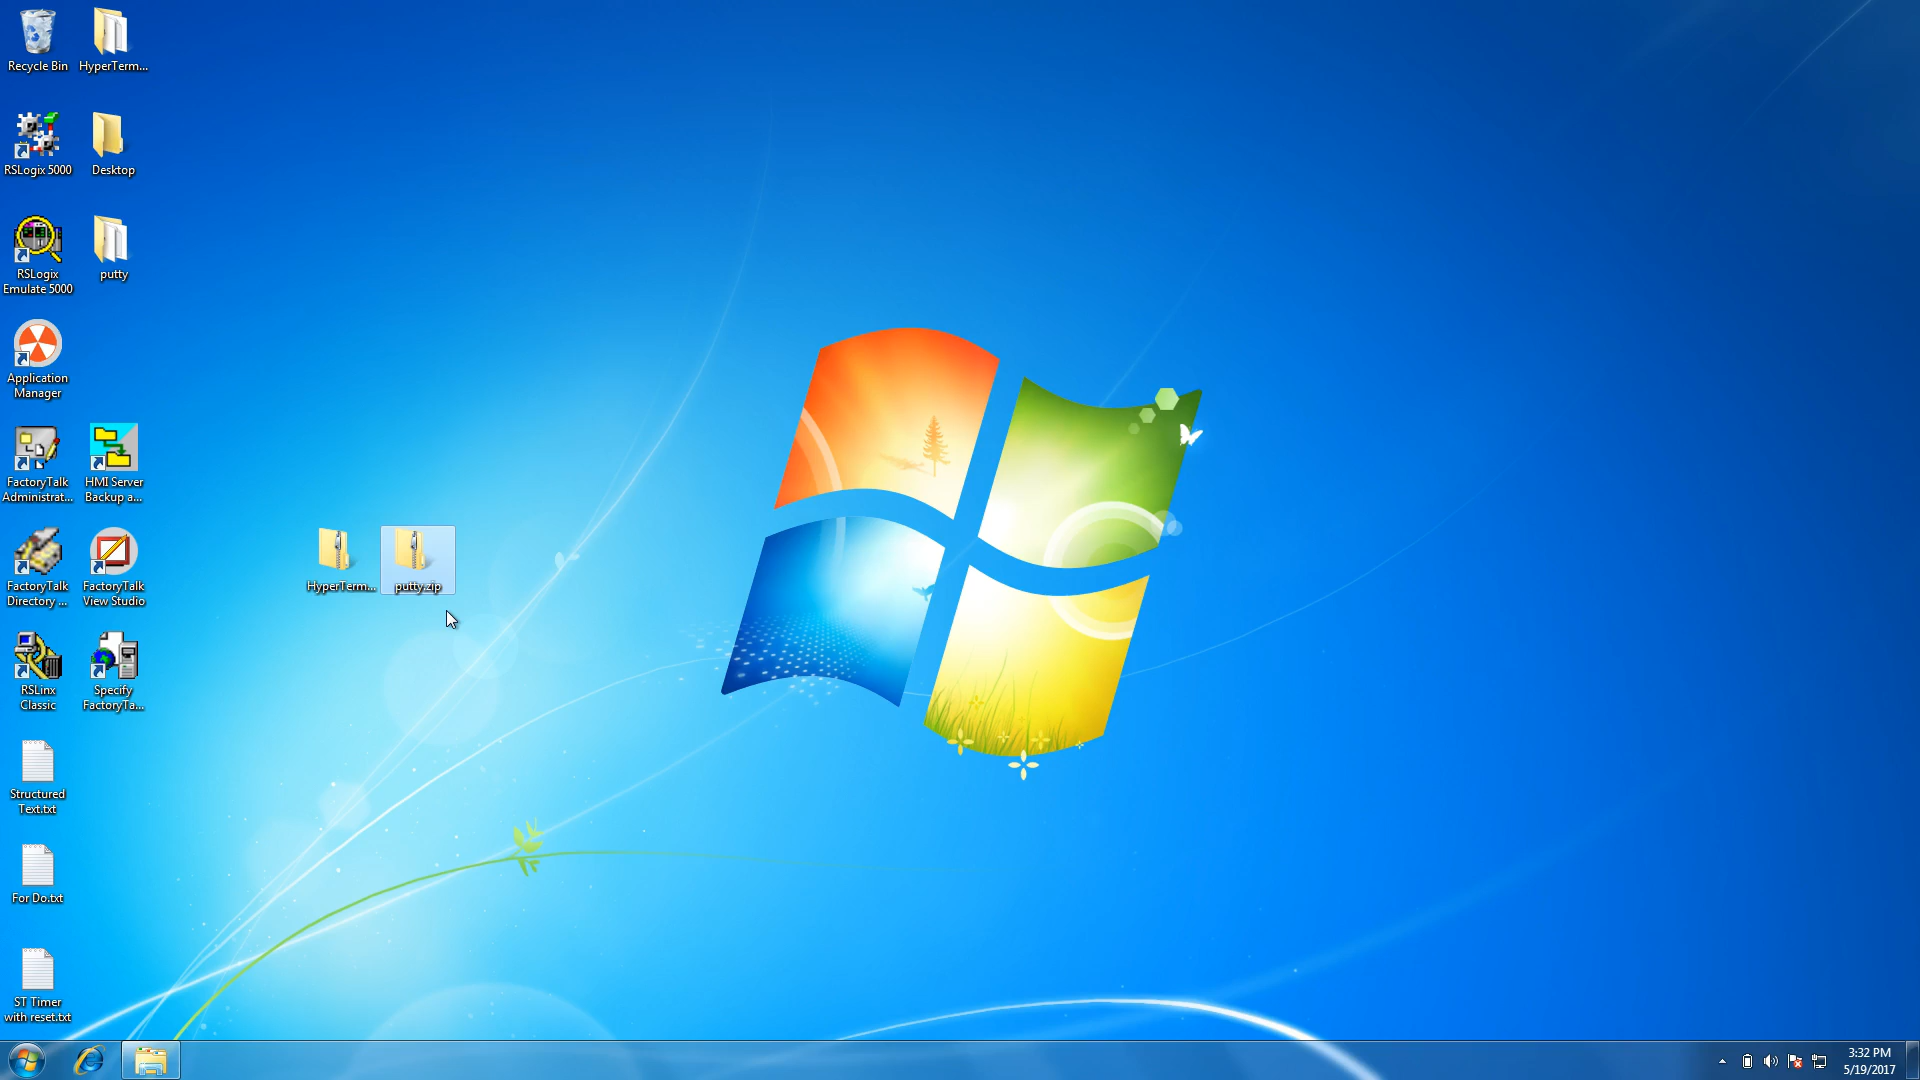 Recycle Bin
HyperTerm...
RSLogix 5000
Desktop
RSLogix
Emulate 5000
putty
Application
Manager
FactoryTalk
Administrat...
HMI Server
Backup a...
FactoryTalk
Directory ...
FactoryTalk
View Studio
HyperTerm...
putty.zip
RSLinx
Classic
Specify
FactoryTa...
Structured
Text.txt
For Do.txt
ST Timer
with reset.txt
3:32 PM
5/19/2017